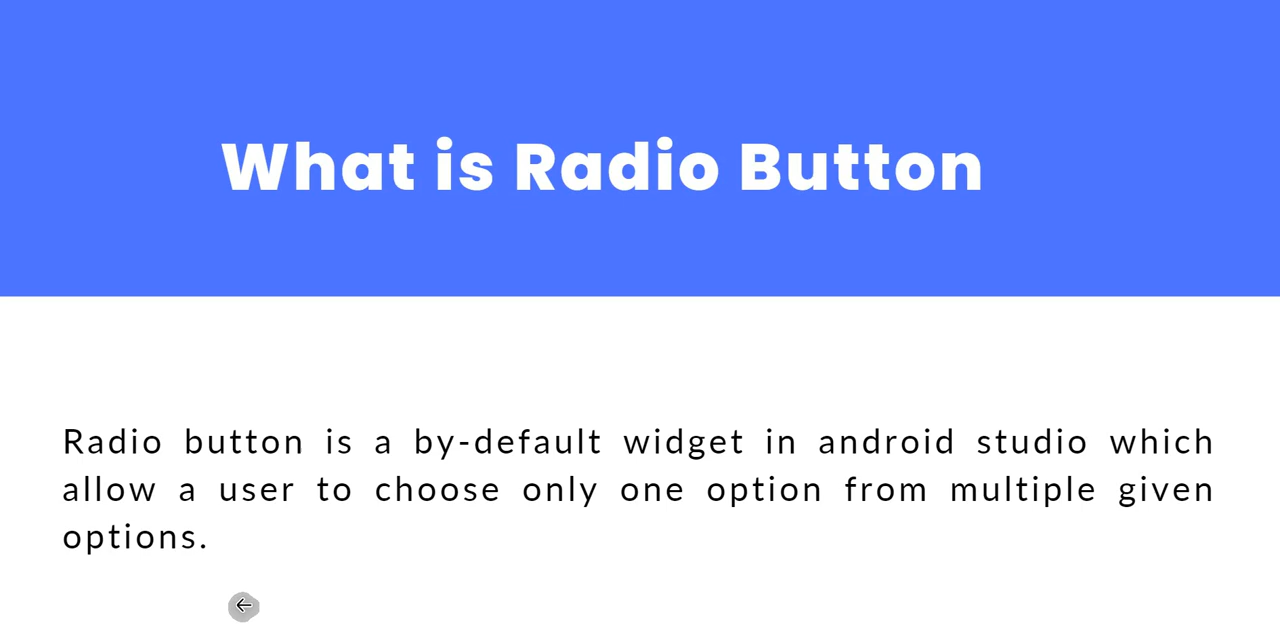 What is Radio Button
Radio button is a by-default widget in android studio which
allow a user to choose only one option from multiple given
options.